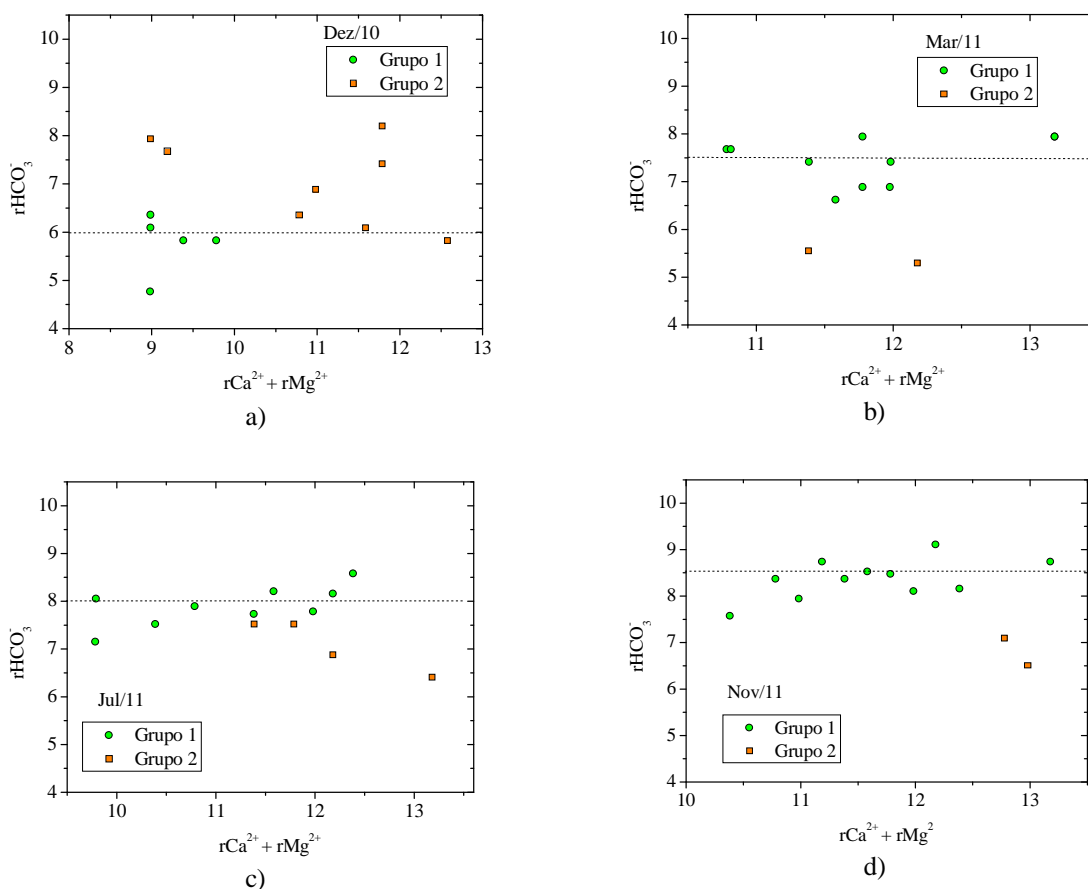 Dez/10
Grupo 1
Grupo 2
10
9
8
7
6
5
4
rHCO₃⁻
8 9 10 11 12 13
rCa²⁺ + rMg²⁺
a)
Mar/11
Grupo 1
Grupo 2
10
9
8
7
6
5
4
rHCO₃⁻
11 12 13
rCa²⁺ + rMg²⁺
b)
10
9
8
7
6
5
4
rHCO₃⁻
Jul/11
Grupo 1
Grupo 2
10 11 12 13
rCa²⁺ + rMg²⁺
c)
10
9
8
7
6
5
4
rHCO₃⁻
Nov/11
Grupo 1
Grupo 2
10 11 12 13
rCa²⁺ + rMg²
d)